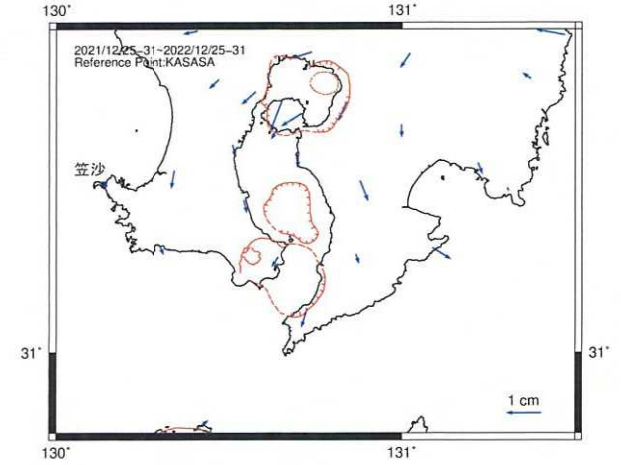 130˚ 131˚
2021/12/25-31~2022/12/25-31
Reference Point:KASASA
笠沙
31˚ 31˚
1 cm
130˚ 131˚